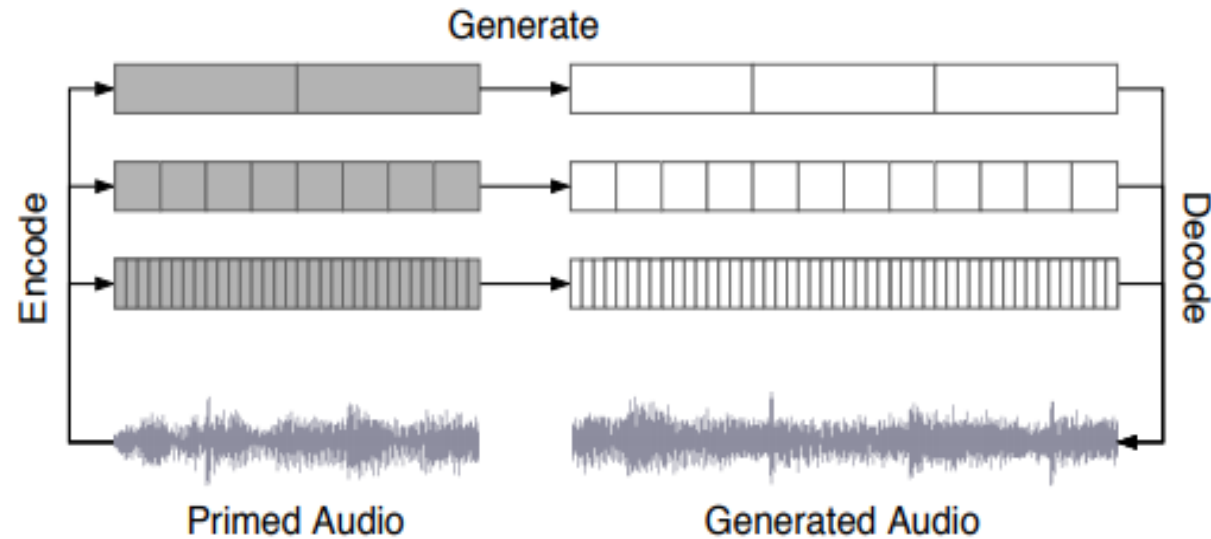 Generate
Encode
Decode
Primed Audio
Generated Audio